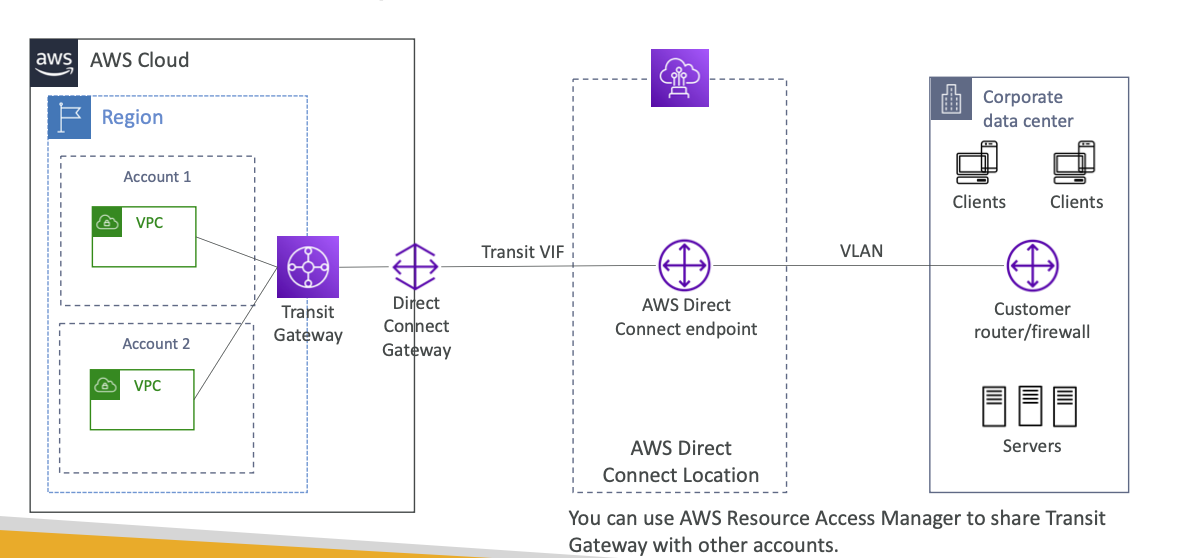 aws
AWS Cloud
Region
Account 1
VPC
Account 2
VPC
Transit
Gateway
Direct
Connect
Gateway
Transit VIF
AWS Direct
Connect endpoint
AWS Direct
Connect Location
VLAN
Corporate
data center
Clients
Clients
Customer
router/firewall
Servers
You can use AWS Resource Access Manager to share Transit
Gateway with other accounts.